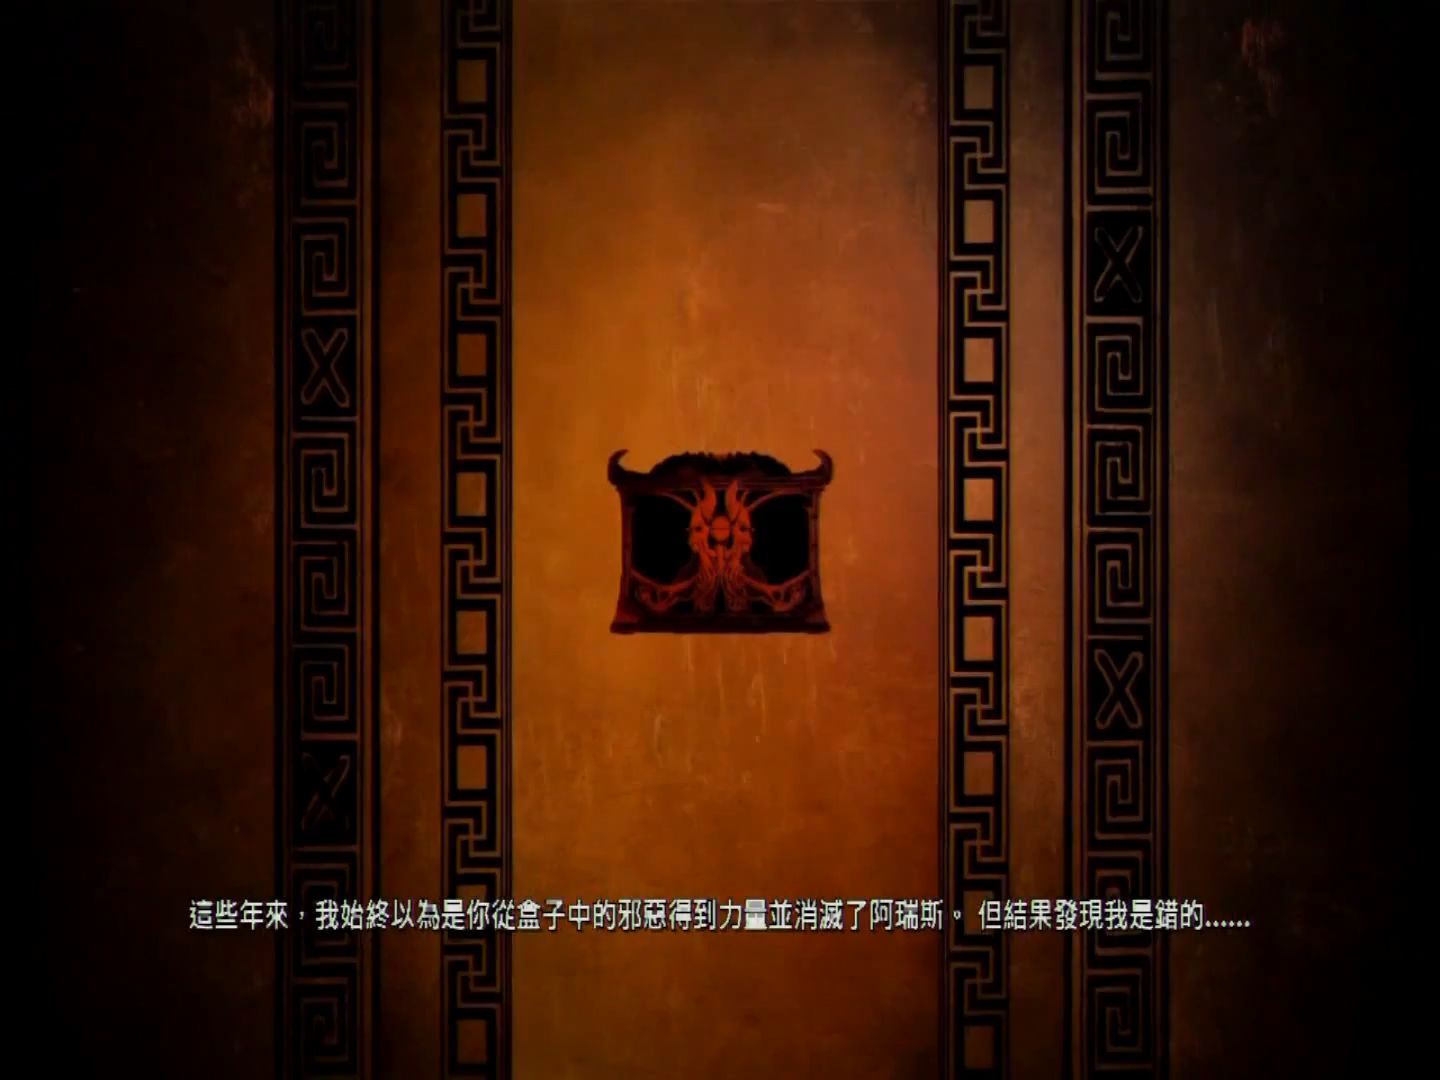 這些年來，我始終以為是你從盒子中的邪惡得到力量並消滅了阿瑞斯。 但結果發現我是錯的......